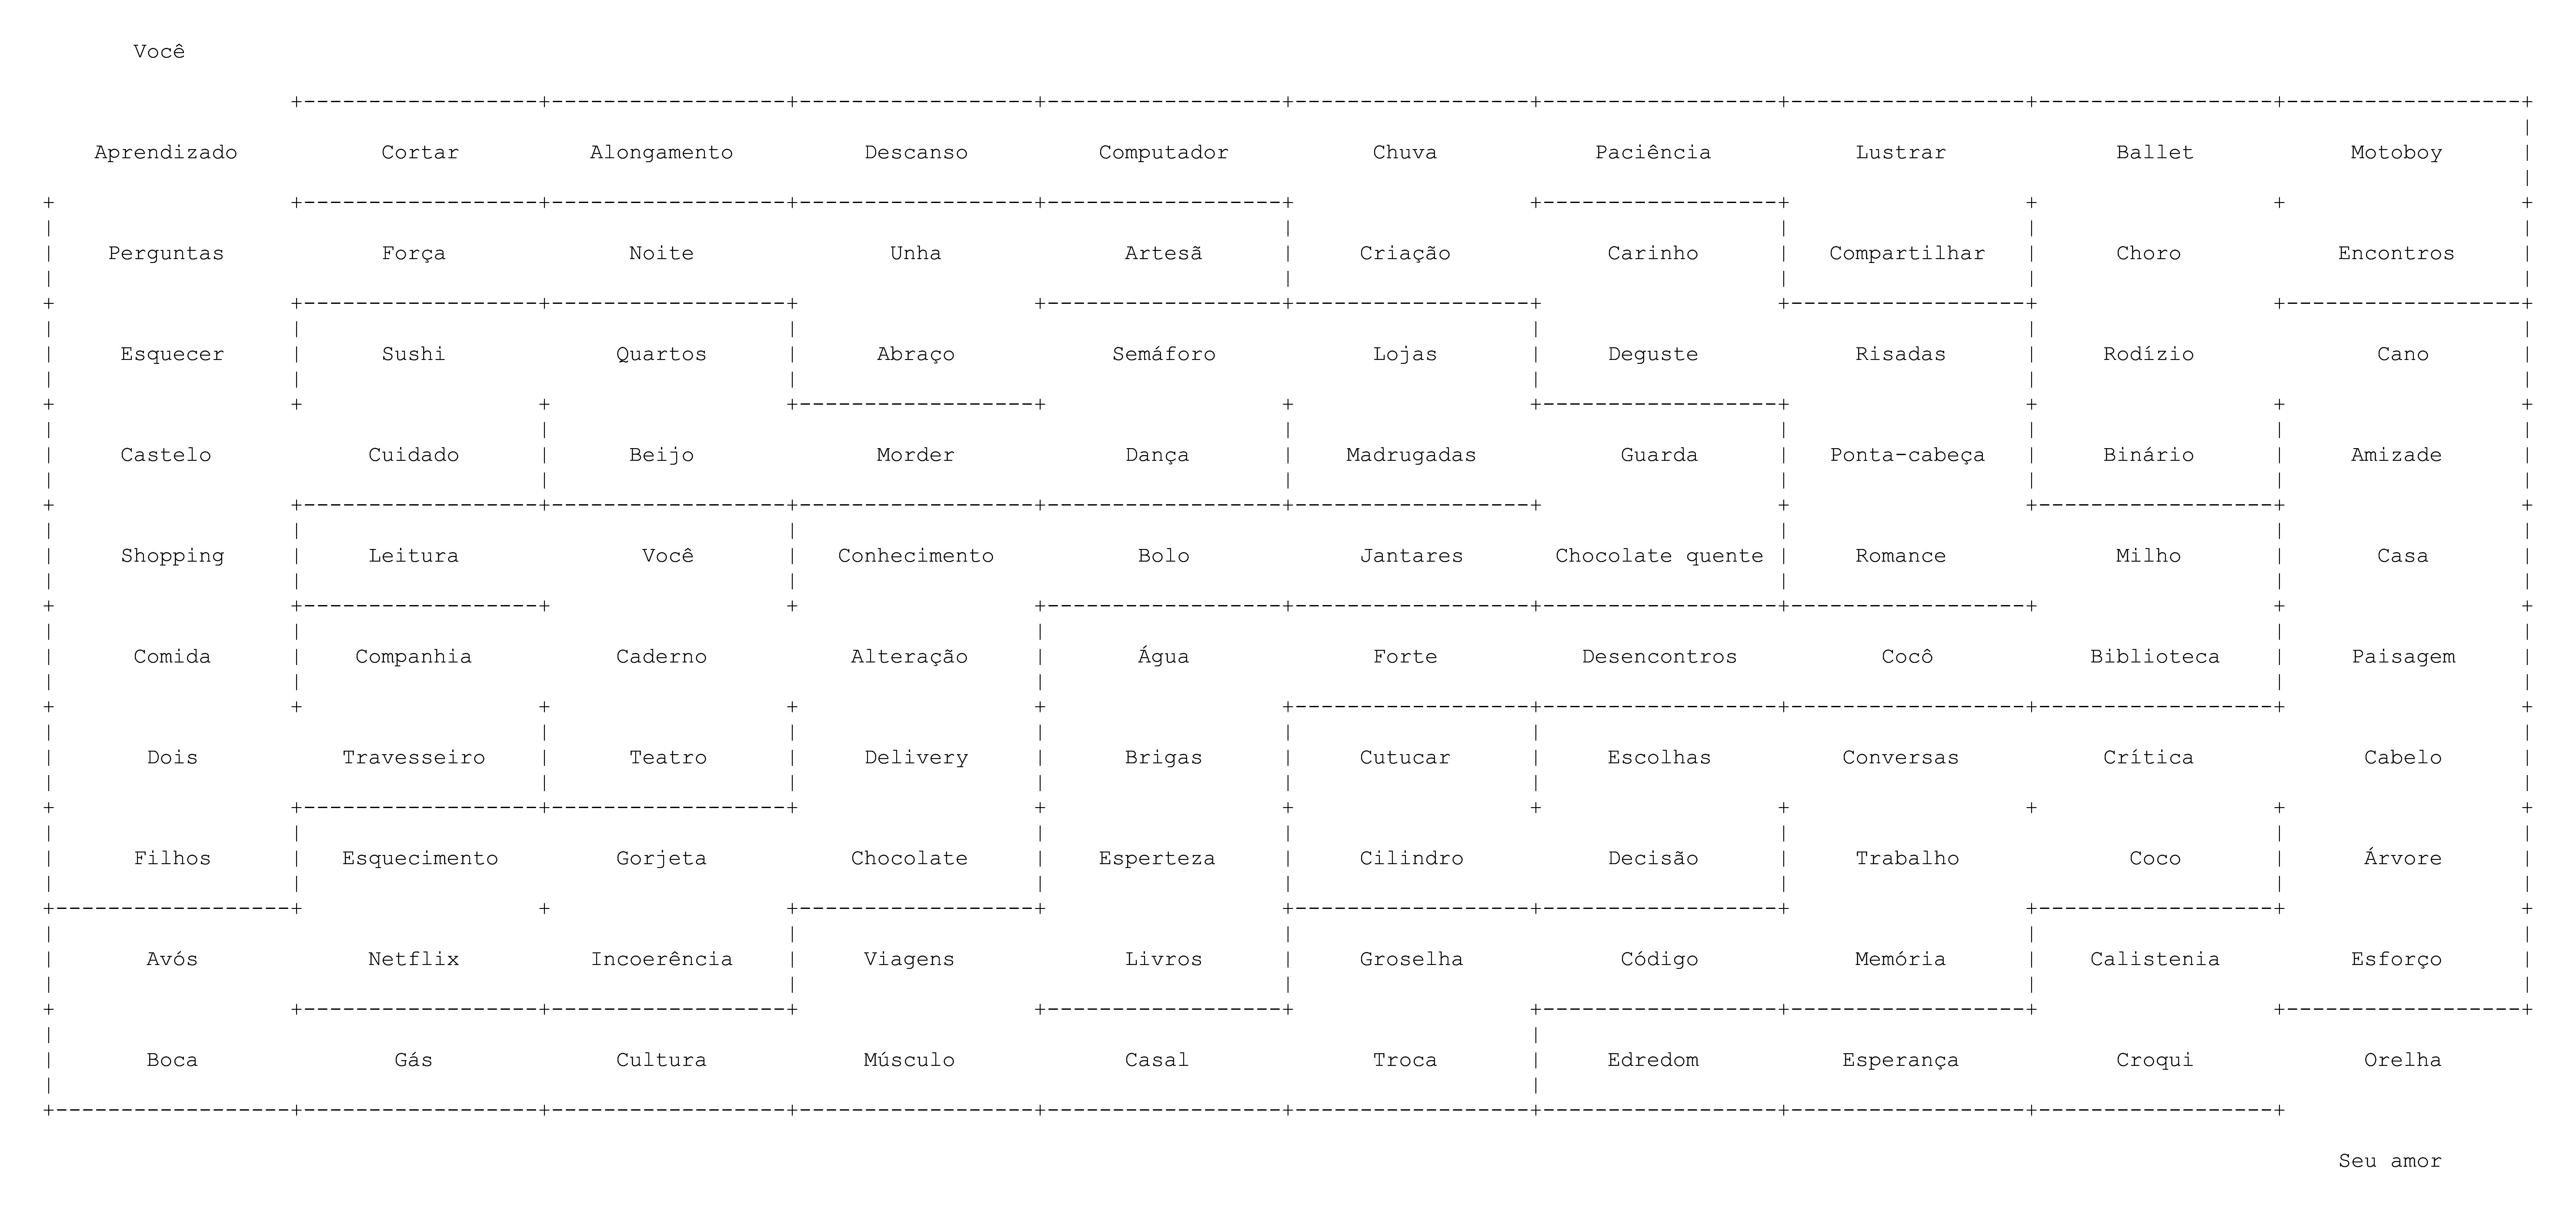 Você
Aprendizado Cortar Alongamento Descanso Computador Chuva Paciência Lustrar Ballet Motoboy
Perguntas Força Noite Unha Artesã Criação Carinho Compartilhar Choro Encontros
Esquecer Sushi Quartos Abraço Semáforo Lojas Deguste Risadas Rodízio Cano
Castelo Cuidado Beijo Morder Dança Madrugadas Guarda Ponta-cabeça Binário Amizade
Shopping Leitura Você Conhecimento Bolo Jantares Chocolate quente Romance Milho Casa
Comida Companhia Caderno Alteração Água Forte Desencontros Cocô Biblioteca Paisagem
Dois Travesseiro Teatro Delivery Brigas Cutucar Escolhas Conversas Crítica Cabelo
Filhos Esquecimento Gorjeta Chocolate Esperteza Cilindro Decisão Trabalho Coco Árvore
Avós Netflix Incoerência Viagens Livros Groselha Código Memória Calistenia Esforço
Boca Gás Cultura Músculo Casal Troca Edredom Esperança Croqui Orelha
Seu amor